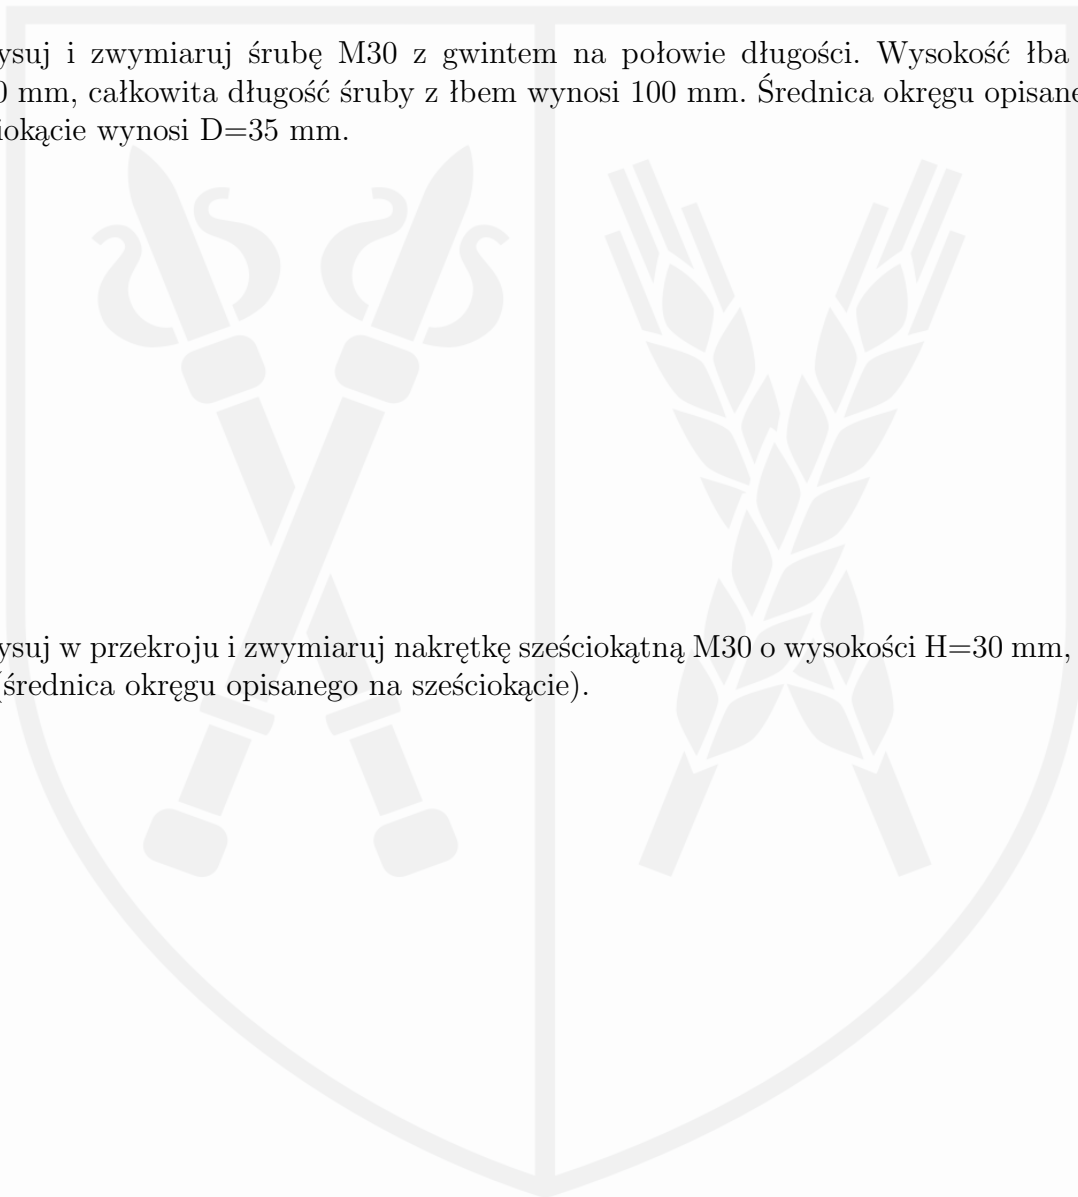 ysuj i zwymiaruj śrubę M30 z gwintem na połowie długości. Wysokość łba
0 mm, całkowita długość śruby z łbem wynosi 100 mm. Średnica okręgu opisane
iokącie wynosi D=35 mm.
ysuj w przekroju i zwymiaruj nakrętkę sześciokątną M30 o wysokości H=30 mm,
(średnica okręgu opisanego na sześciokącie).